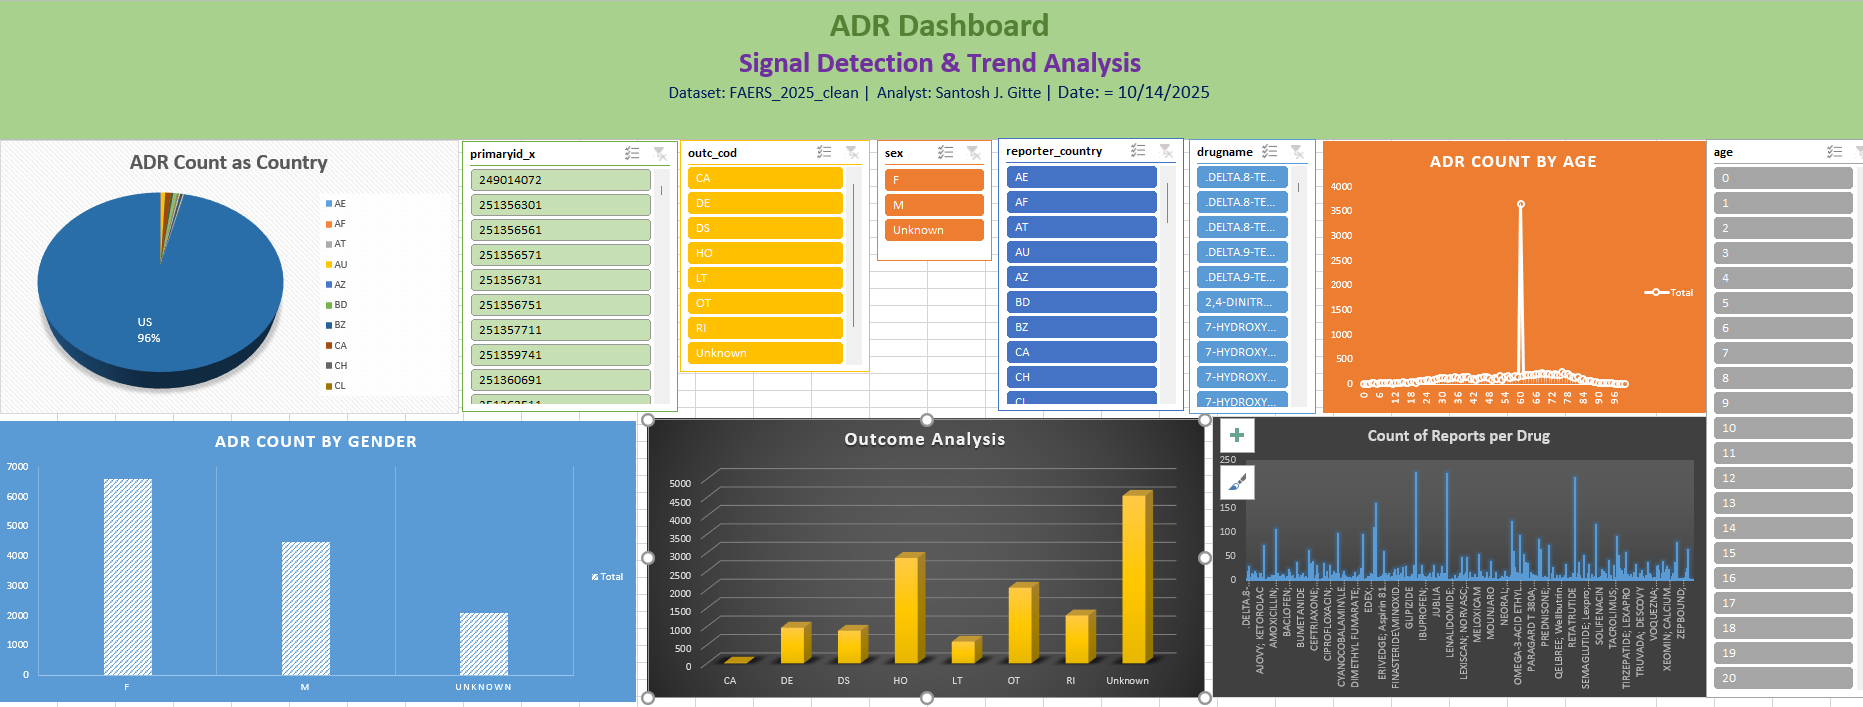 ADR Dashboard
Signal Detection & Trend Analysis
Dataset: FAERS_2025_clean | Analyst: Santosh J. Gitte | Date: = 10/14/2025
ADR Count as Country
US
96%
AE
AF
AT
AU
AZ
BD
BZ
CA
CH
CL
primaryid_x
249014072
251356301
251356561
251356571
251356731
251356751
251357711
251359741
251360691
outc_cod
CA
DE
DS
HO
LT
OT
RI
Unknown
sex
F
M
Unknown
reporter_country
AE
AF
AT
AU
AZ
BD
BZ
CA
CH
CL
drugname
.DELTA.8-TE...
.DELTA.8-TE...
.DELTA.8-TE...
.DELTA.9-TE...
.DELTA.9-TE...
2,4-DINITR...
7-HYDROXY...
7-HYDROXY...
7-HYDROXY...
7-HYDROXY...
ADR COUNT BY AGE
4000
3500
3000
2500
2000
1500
1000
500
0
0 6 12 18 24 30 36 42 48 54 60 66 72 78 84 90 96
Total
age
0
1
2
3
4
5
6
7
8
9
10
11
12
13
14
15
16
17
18
19
20
ADR COUNT BY GENDER
7000
6000
5000
4000
3000
2000
1000
0
F M UNKNOWN
Total
Outcome Analysis
5000
4500
4000
3500
3000
2500
2000
1500
1000
500
0
CA DE DS HO LT OT RI Unknown
Count of Reports per Drug
250
150
100
50
0
.DELTA.8-
AJOVY; KETOROLAC
AMOXICILLIN;
BACLOFEN;
BUMETANIDE
CEFTRIAXONE;
CIPROFLOXACIN;
CYANOCOBALAMIN\LE
DIMETHYL FUMARATE;
EDEX;
ERIVEDGE; Aspirin 81
FINASTERIDE\MINOXID
GLIPIZIDE
IBUPROFEN;
JUBLIA
LENALIDOMIDE;
LEXISCAN; NORVASC;
MELOXICAM
MOUNJARO
NEORAL;
OMEGA-3-ACID ETHYL
PARAGARD T 380A;
PREDNISONE;
QELBREE; Wellbutrin
RETATRUTIDE
SEMAGLUTIDE; Lexpro;
SOLIFENACIN
TACROLIMUS;
TIRZEPATIDE; LEXAPRO
TRUVADA; DESCOVY
VOQUEZNA;
XEOMIN; CALCIUM
ZEPBOUND;